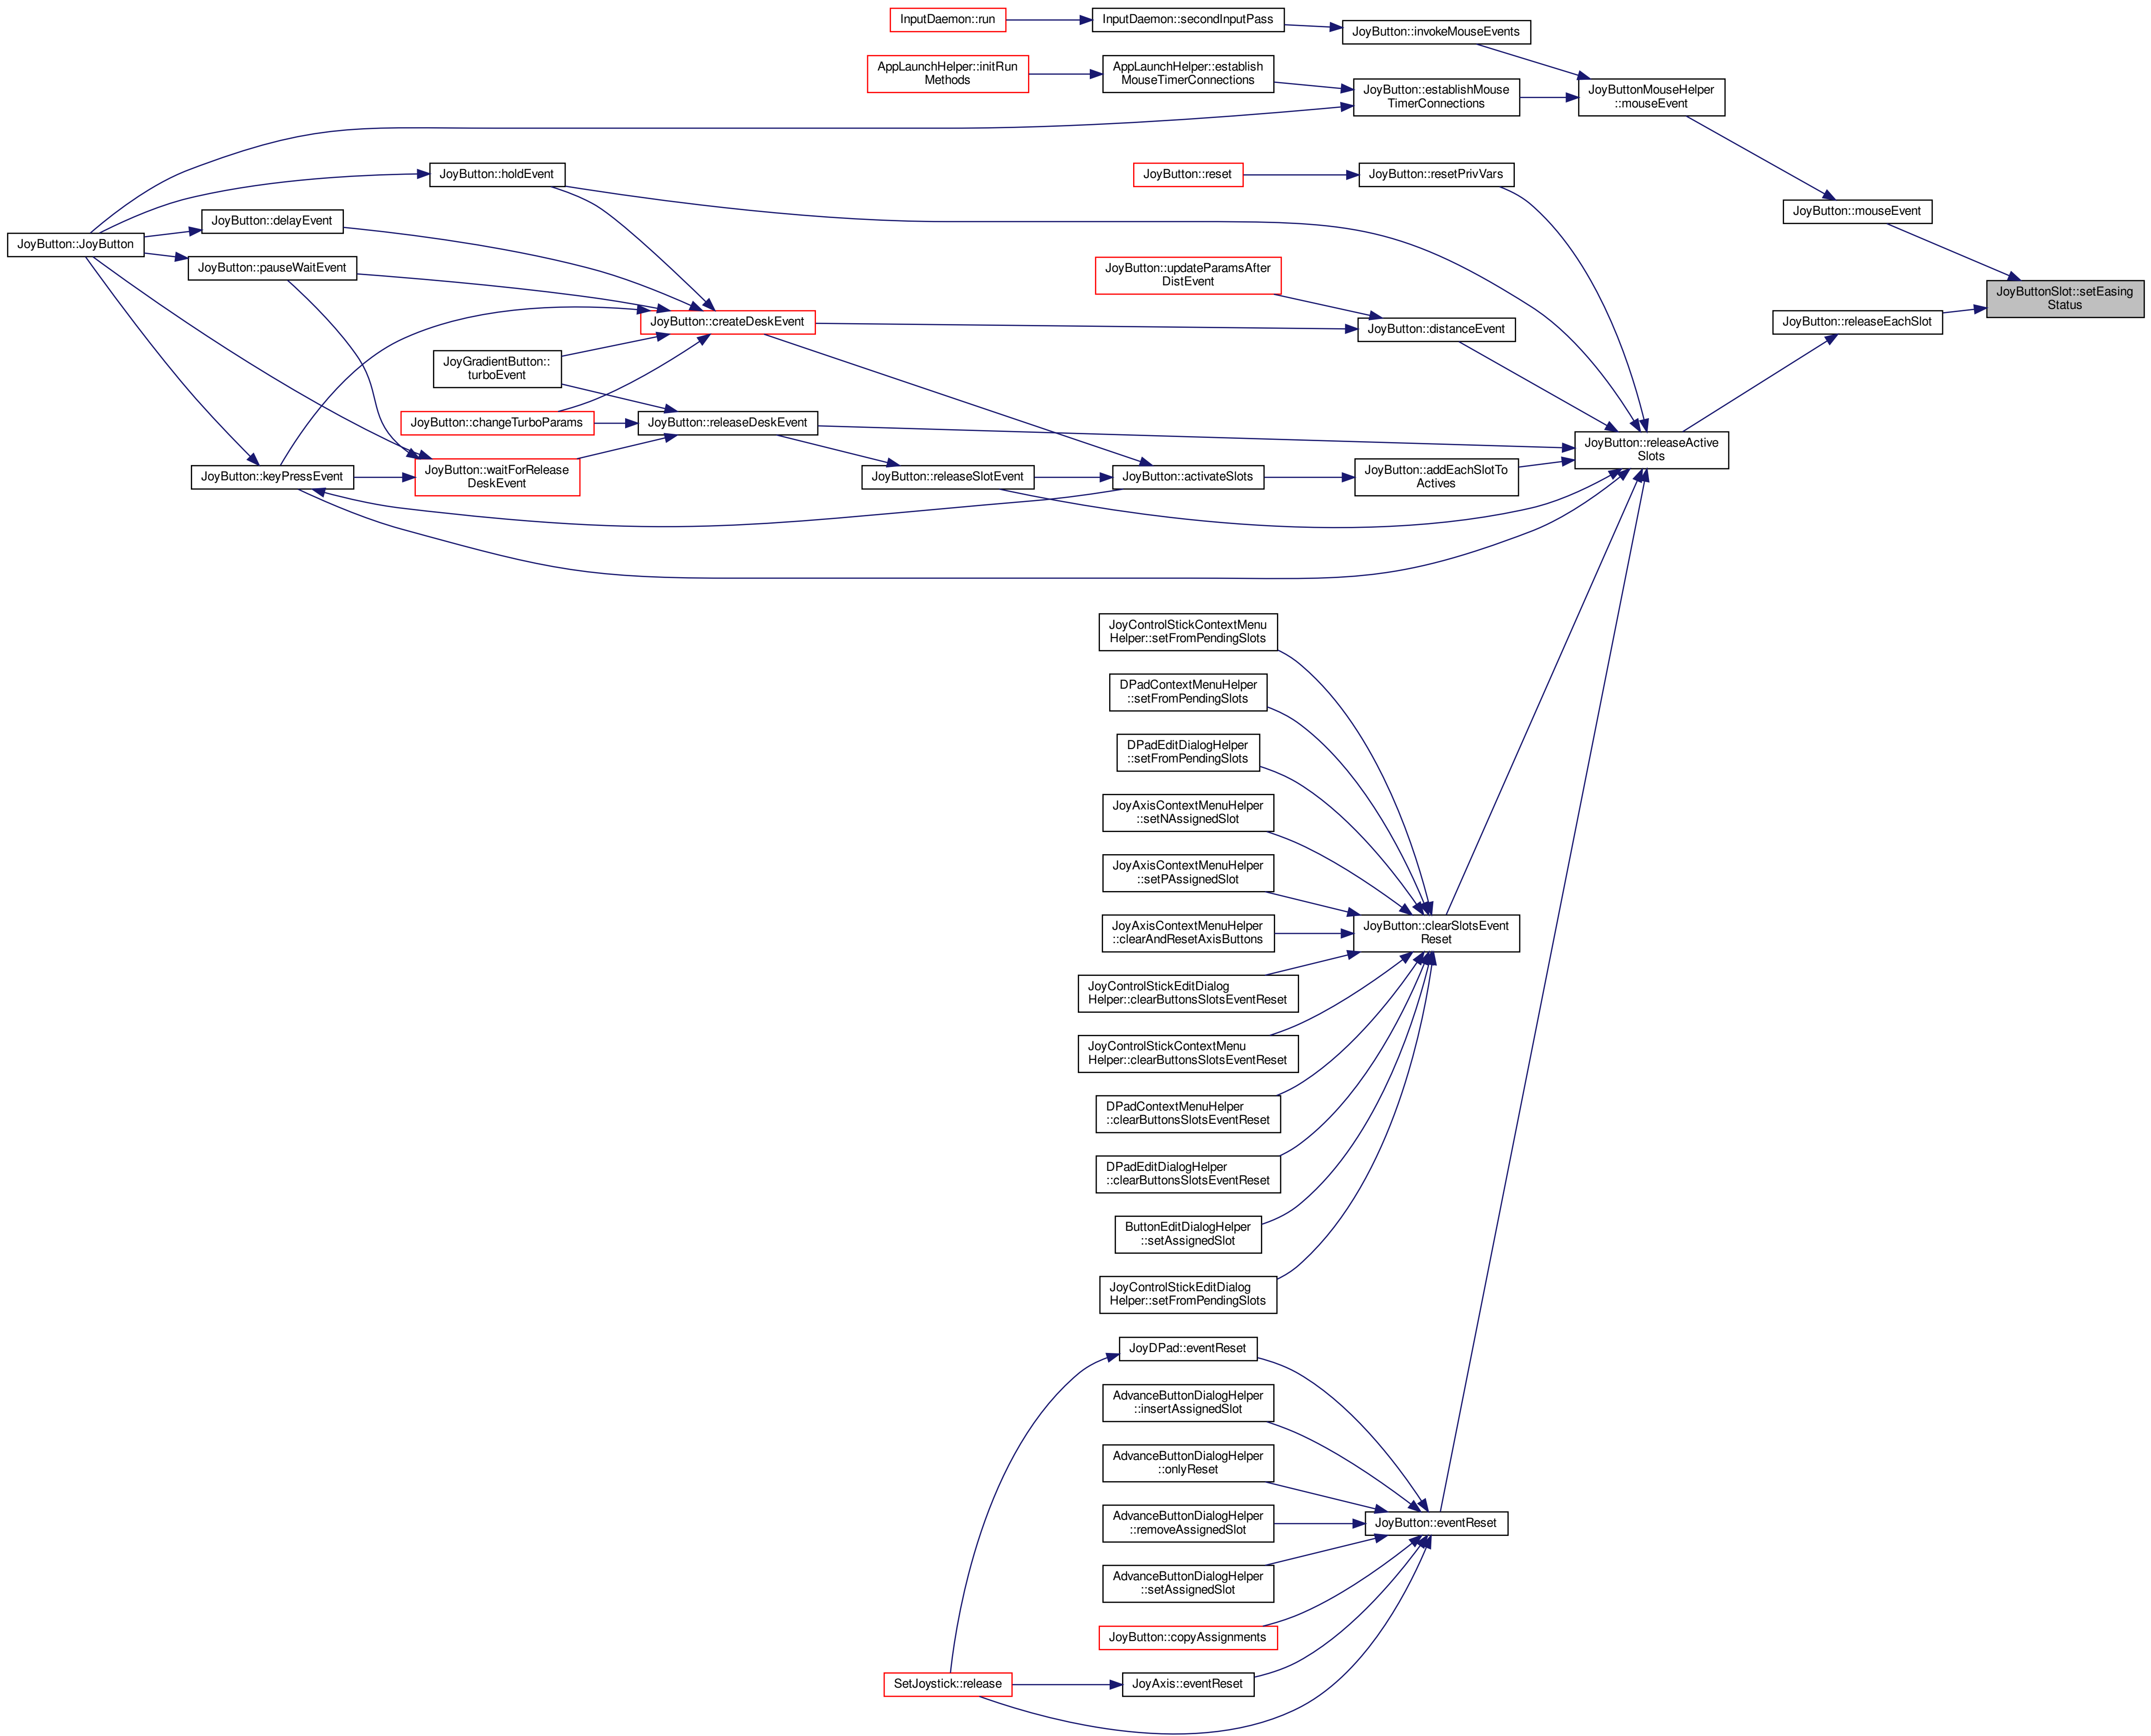 InputDaemon::run
InputDaemon::secondInputPass
JoyButton::invokeMouseEvents
AppLaunchHelper::initRun
Methods
AppLaunchHelper::establish
MouseTimerConnections
JoyButton::establishMouse
TimerConnections
JoyButtonMouseHelper
::mouseEvent
JoyButton::holdEvent
JoyButton::reset
JoyButton::resetPrivVars
JoyButton::mouseEvent
JoyButton::delayEvent
JoyButton::JoyButton
JoyButton::pauseWaitEvent
JoyButton::updateParamsAfter
DistEvent
JoyButtonSlot::setEasing
Status
JoyButton::createDeskEvent
JoyButton::distanceEvent
JoyButton::releaseEachSlot
JoyGradientButton::
turboEvent
JoyButton::changeTurboParams
JoyButton::releaseDeskEvent
JoyButton::releaseActive
Slots
JoyButton::keyPressEvent
JoyButton::waitForRelease
DeskEvent
JoyButton::releaseSlotEvent
JoyButton::activateSlots
JoyButton::addEachSlotTo
Actives
JoyControlStickContextMenu
Helper::setFromPendingSlots
DPadContextMenuHelper
::setFromPendingSlots
DPadEditDialogHelper
::setFromPendingSlots
JoyAxisContextMenuHelper
::setNAssignedSlot
JoyAxisContextMenuHelper
::setPAssignedSlot
JoyAxisContextMenuHelper
::clearAndResetAxisButtons
JoyButton::clearSlotsEvent
Reset
JoyControlStickEditDialog
Helper::clearButtonsSlotsEventReset
JoyControlStickContextMenu
Helper::clearButtonsSlotsEventReset
DPadContextMenuHelper
::clearButtonsSlotsEventReset
DPadEditDialogHelper
::clearButtonsSlotsEventReset
ButtonEditDialogHelper
::setAssignedSlot
JoyControlStickEditDialog
Helper::setFromPendingSlots
JoyDPad::eventReset
AdvanceButtonDialogHelper
::insertAssignedSlot
AdvanceButtonDialogHelper
::onlyReset
AdvanceButtonDialogHelper
::removeAssignedSlot
JoyButton::eventReset
AdvanceButtonDialogHelper
::setAssignedSlot
JoyButton::copyAssignments
SetJoystick::release
JoyAxis::eventReset